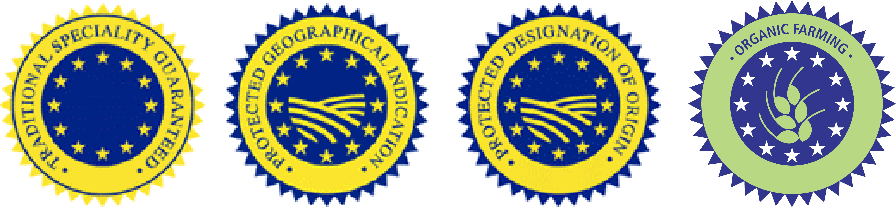 · TRADITIONAL SPECIALITY GUARANTEED ·
· PROTECTED GEOGRAPHICAL INDICATION ·
· PROTECTED DESIGNATION OF ORIGIN ·
· ORGANIC FARMING ·